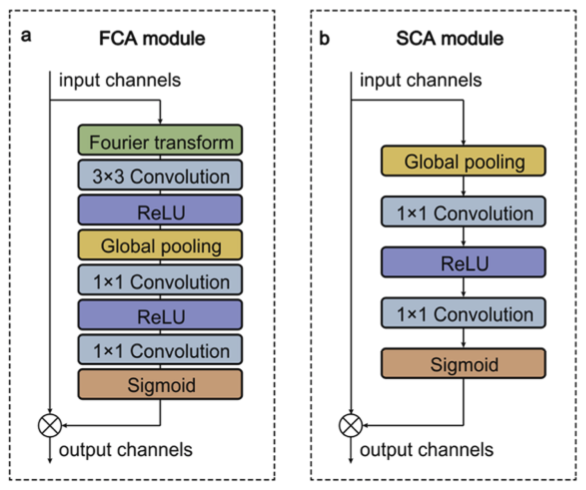 a
FCA module
input channels
Fourier transform
3×3 Convolution
ReLU
Global pooling
1×1 Convolution
ReLU
1×1 Convolution
Sigmoid
output channels
b
SCA module
input channels
Global pooling
1×1 Convolution
ReLU
1×1 Convolution
Sigmoid
output channels